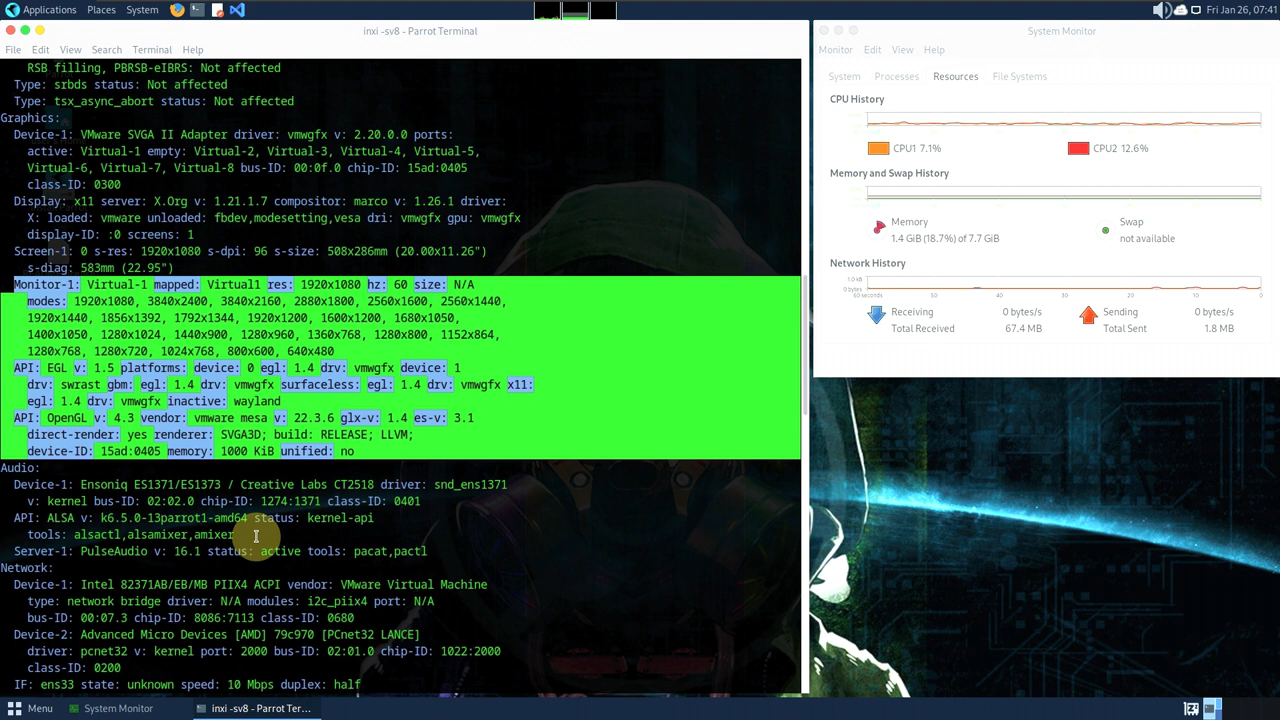 Applications Places System
Fri Jan 26, 07:41
inxi -sv8 - Parrot Terminal
File Edit View Search Terminal Help
RSB filling, PBRSB-eIBRS: Not affected
Type: srbds status: Not affected
Type: tsx_async_abort status: Not affected
Graphics:
Device-1: VMware SVGA II Adapter driver: vmwgfx v: 2.20.0.0 ports:
active: Virtual-1 empty: Virtual-2, Virtual-3, Virtual-4, Virtual-5,
Virtual-6, Virtual-7, Virtual-8 bus-ID: 00:0f.0 chip-ID: 15ad:0405
class-ID: 0300
Display: x11 server: X.Org v: 1.21.1.7 compositor: marco v: 1.26.1 driver:
X: loaded: vmware unloaded: fbdev,modesetting,vesa dri: vmwgfx gpu: vmwgfx
display-ID: :0 screens: 1
Screen-1: 0 s-res: 1920x1080 s-dpi: 96 s-size: 508x286mm (20.00x11.26")
s-diag: 583mm (22.95")
Monitor-1: Virtual-1 mapped: Virtual1 res: 1920x1080 hz: 60 size: N/A
modes: 1920x1080, 3840x2400, 3840x2160, 2880x1800, 2560x1600, 2560x1440,
1920x1440, 1856x1392, 1792x1344, 1920x1200, 1600x1200, 1680x1050,
1400x1050, 1280x1024, 1440x900, 1280x960, 1360x768, 1280x800, 1152x864,
1280x768, 1280x720, 1024x768, 800x600, 640x480
API: EGL v: 1.5 platforms: device: 0 egl: 1.4 drv: vmwgfx device: 1
drv: swrast gbm: egl: 1.4 drv: vmwgfx surfaceless: egl: 1.4 drv: vmwgfx x11:
egl: 1.4 drv: vmwgfx inactive: wayland
API: OpenGL v: 4.3 vendor: vmware mesa v: 22.3.6 glx-v: 1.4 es-v: 3.1
direct-render: yes renderer: SVGA3D; build: RELEASE; LLVM;
device-ID: 15ad:0405 memory: 1000 KiB unified: no
Audio:
Device-1: Ensoniq ES1371/ES1373 / Creative Labs CT2518 driver: snd_ens1371
v: kernel bus-ID: 02:02.0 chip-ID: 1274:1371 class-ID: 0401
API: ALSA v: k6.5.0-13parrot1-amd64 status: kernel-api
tools: alsactl,alsamixer,amixer
Server-1: PulseAudio v: 16.1 status: active tools: pacat,pactl
Network:
Device-1: Intel 82371AB/EB/MB PIIX4 ACPI vendor: VMware Virtual Machine
type: network bridge driver: N/A modules: i2c_piix4 port: N/A
bus-ID: 00:07.3 chip-ID: 8086:7113 class-ID: 0680
Device-2: Advanced Micro Devices [AMD] 79c970 [PCnet32 LANCE]
driver: pcnet32 v: kernel port: 2000 bus-ID: 02:01.0 chip-ID: 1022:2000
class-ID: 0200
IF: ens33 state: unknown speed: 10 Mbps duplex: half
System Monitor
Monitor Edit View Help
System Processes Resources File Systems
CPU History
CPU1 7.1% CPU2 12.6%
Memory and Swap History
Memory
1.4 GiB (18.7%) of 7.7 GiB
Swap
not available
Network History
1.0 kB
0 bytes/s
60 seconds 50 40 30 20 10 0
Receiving 0 bytes/s
Total Received 67.4 MB
Sending 0 bytes/s
Total Sent 1.8 MB
Menu System Monitor inxi -sv8 - Parrot Ter...